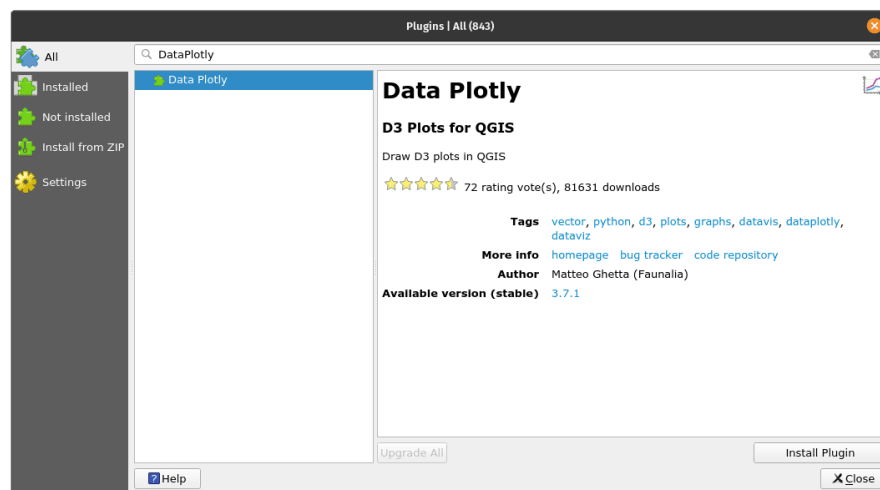 Plugins | All (843)
All
Installed
Not installed
Install from ZIP
Settings
DataPlotly
Data Plotly
Data Plotly
D3 Plots for QGIS
Draw D3 plots in QGIS
72 rating vote(s), 81631 downloads
Tags vector, python, d3, plots, graphs, datavis, dataplotly,
dataviz
More info homepage bug tracker code repository
Author Matteo Ghetta (Faunalia)
Available version (stable) 3.7.1
Upgrade All
Install Plugin
Help
Close